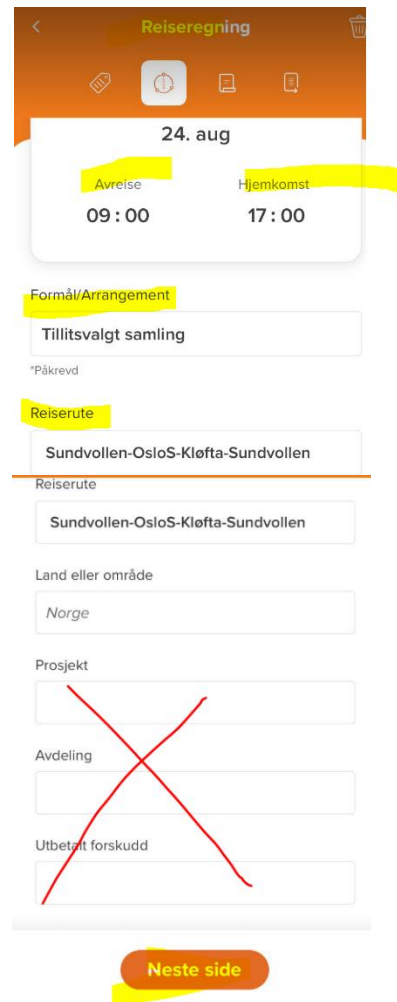 Reiseregning
24. aug
Avreise Hjemkomst
09 : 00 17 : 00
Formål/Arrangement
Tillitsvalgt samling
*Påkrevd
Reiserute
Sundvollen-OsloS-Kløfta-Sundvollen
Reiserute
Sundvollen-OsloS-Kløfta-Sundvollen
Land eller område
Norge
Prosjekt
Avdeling
Utbetalt forskudd
Neste side